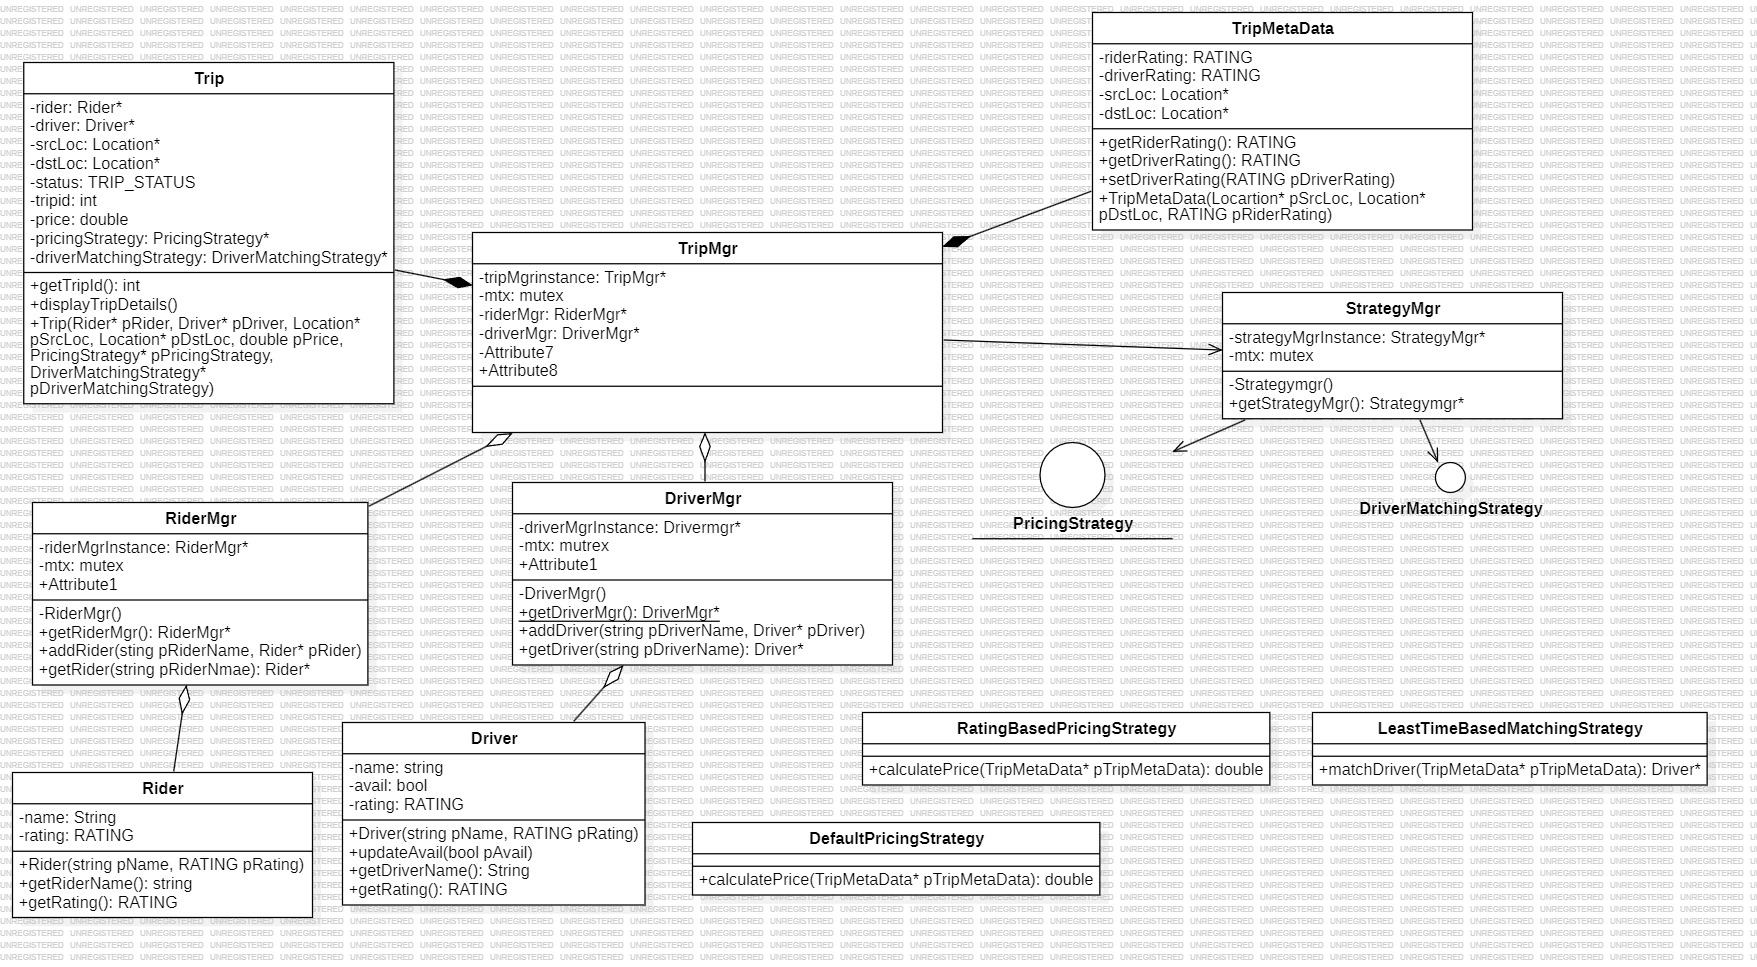 Trip
-rider: Rider*
-driver: Driver*
-srcLoc: Location*
-dstLoc: Location*
-status: TRIP_STATUS
-tripid: int
-price: double
-pricingStrategy: PricingStrategy*
-driverMatchingStrategy: DriverMatchingStrategy*
+getTripId(): int
+displayTripDetails()
+Trip(Rider* pRider, Driver* pDriver, Location*
pSrcLoc, Location* pDstLoc, double pPrice,
PricingStrategy* pPricingStrategy,
DriverMatchingStrategy*
pDriverMatchingStrategy)
TripMgr
-tripMgrinstance: TripMgr*
-mtx: mutex
-riderMgr: RiderMgr*
-driverMgr: DriverMgr*
-Attribute7
+Attribute8
TripMetaData
-riderRating: RATING
-driverRating: RATING
-srcLoc: Location*
-dstLoc: Location*
+getRiderRating(): RATING
+getDriverRating(): RATING
+setDriverRating(RATING pDriverRating)
+TripMetaData(Locartion* pSrcLoc, Location*
pDstLoc, RATING pRiderRating)
StrategyMgr
-strategyMgrInstance: StrategyMgr*
-mtx: mutex
-Strategymgr()
+getStrategyMgr(): Strategymgr*
PricingStrategy
DriverMatchingStrategy
RiderMgr
-riderMgrInstance: RiderMgr*
-mtx: mutex
+Attribute1
-RiderMgr()
+getRiderMgr(): RiderMgr*
+addRider(sting pRiderName, Rider* pRider)
+getRider(string pRiderNmae): Rider*
DriverMgr
-driverMgrInstance: Drivermgr*
-mtx: mutrex
+Attribute1
-DriverMgr()
+getDriverMgr(): DriverMgr*
+addDriver(string pDriverName, Driver* pDriver)
+getDriver(string pDriverName): Driver*
Rider
-name: String
-rating: RATING
+Rider(string pName, RATING pRating)
+getRiderName(): string
+getRating(): RATING
Driver
-name: string
-avail: bool
-rating: RATING
+Driver(string pName, RATING pRating)
+updateAvail(bool pAvail)
+getDriverName(): String
+getRating(): RATING
RatingBasedPricingStrategy
+calculatePrice(TripMetaData* pTripMetaData): double
LeastTimeBasedMatchingStrategy
+matchDriver(TripMetaData* pTripMetaData): Driver*
DefaultPricingStrategy
+calculatePrice(TripMetaData* pTripMetaData): double
UNREGISTERED